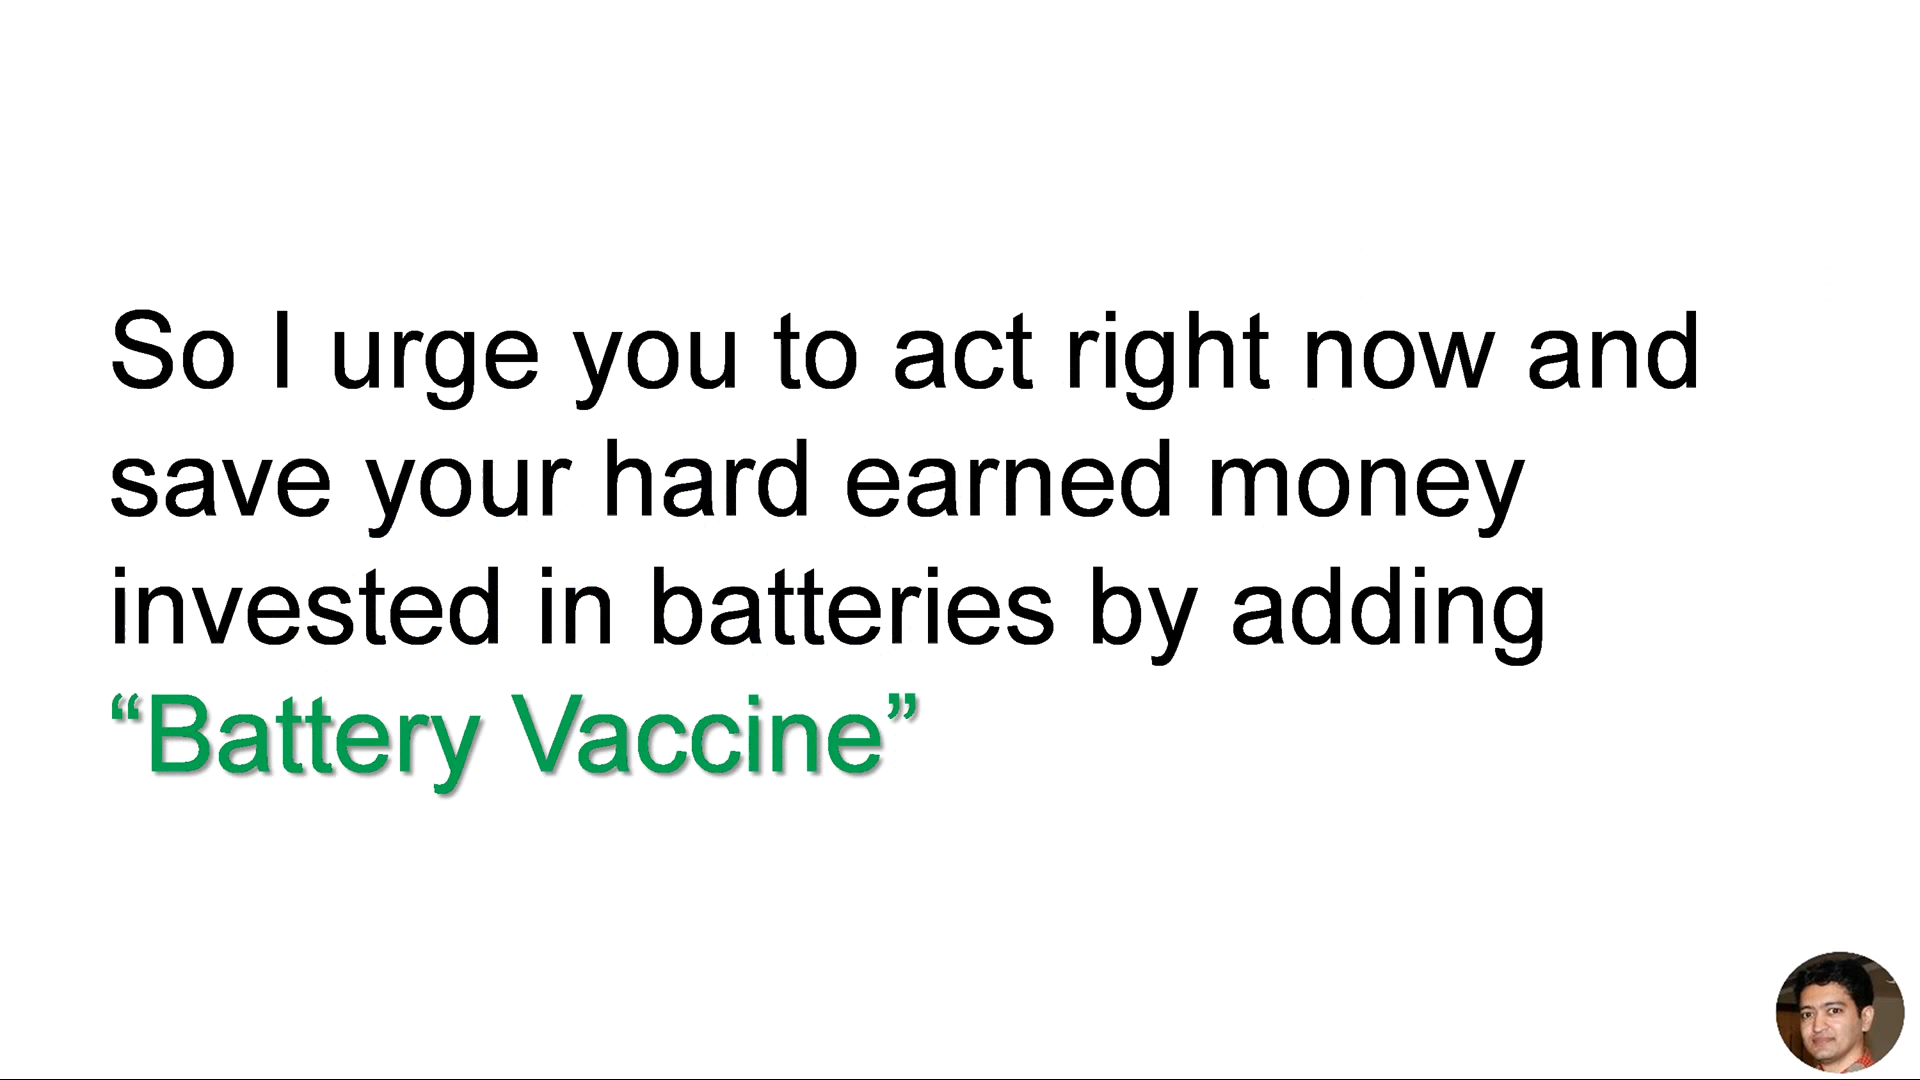 So I urge you to act right now and
save your hard earned money
invested in batteries by adding
“Battery Vaccine”